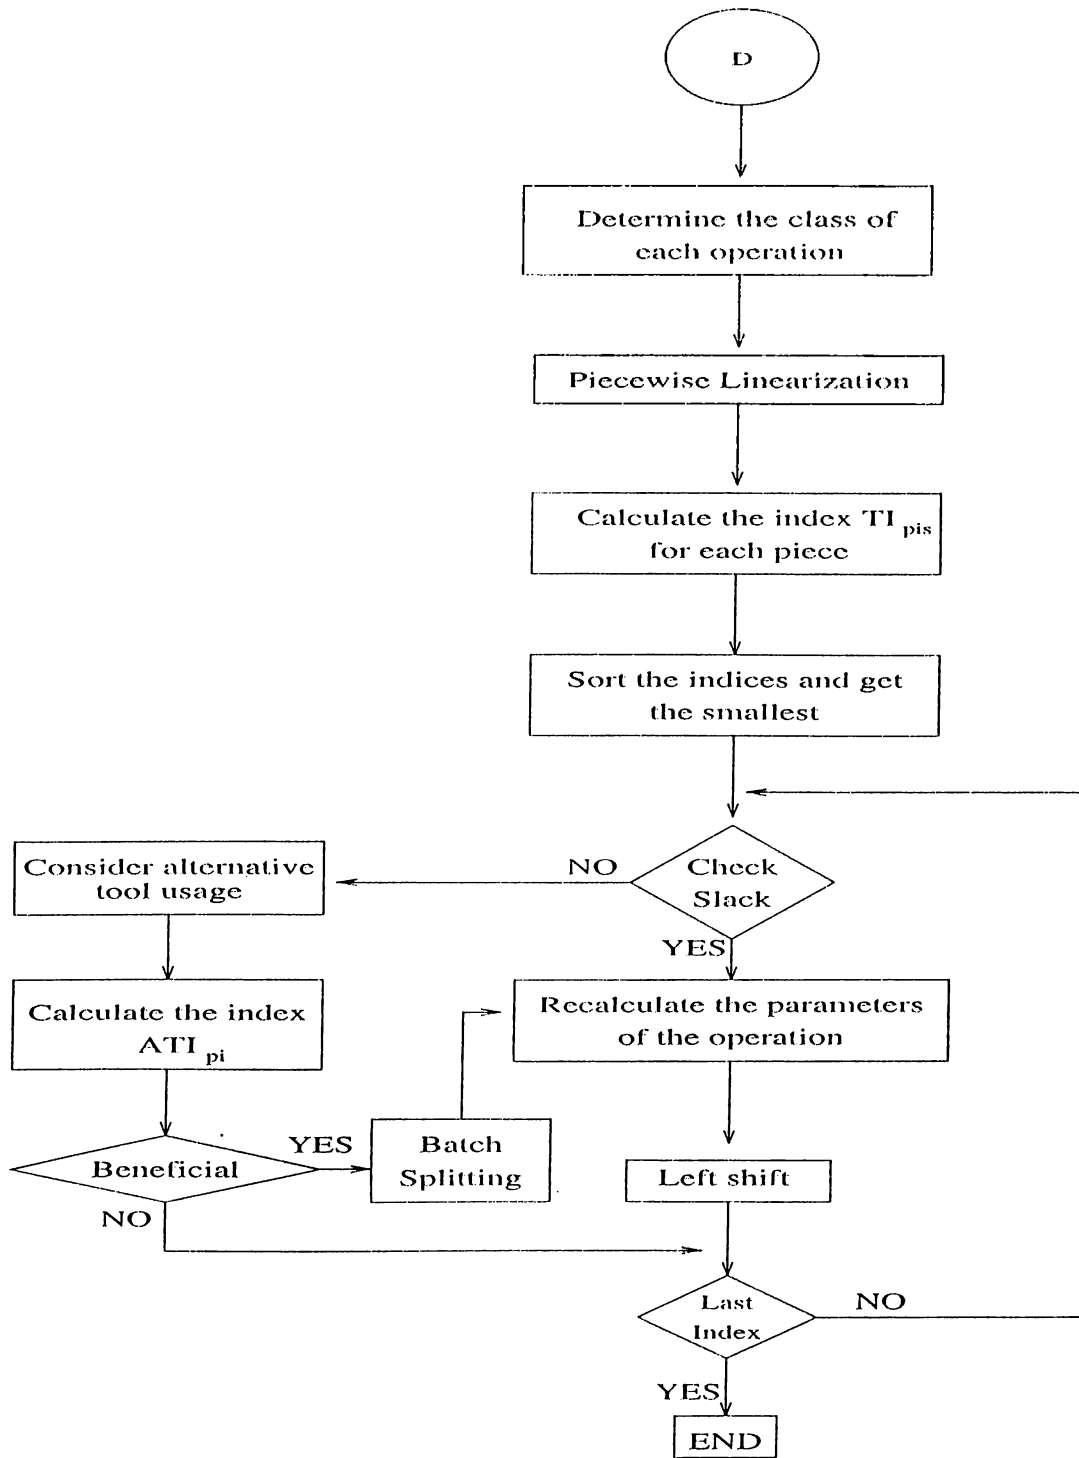 D
Determine the class of
each operation
Piecewise Linearization
Calculate the index TI pis
for each piece
Sort the indices and get
the smallest
Check
Slack
NO
YES
Consider alternative
tool usage
Calculate the index
ATI pi
Beneficial
YES
NO
Batch
Splitting
Recalculate the parameters
of the operation
Left shift
Last
Index
NO
YES
END